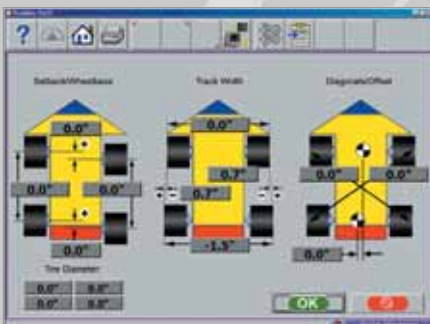 ?
Setback/Wheelbase Track Width Diagonals/Offset
0.0" 0.0"
0.0" 0.0" 0.7" 0.0" 0.0"
0.7"
0.0" -1.5" 0.0"
Tire Diameter
0.0" 0.0"
0.0" 0.0"
OK